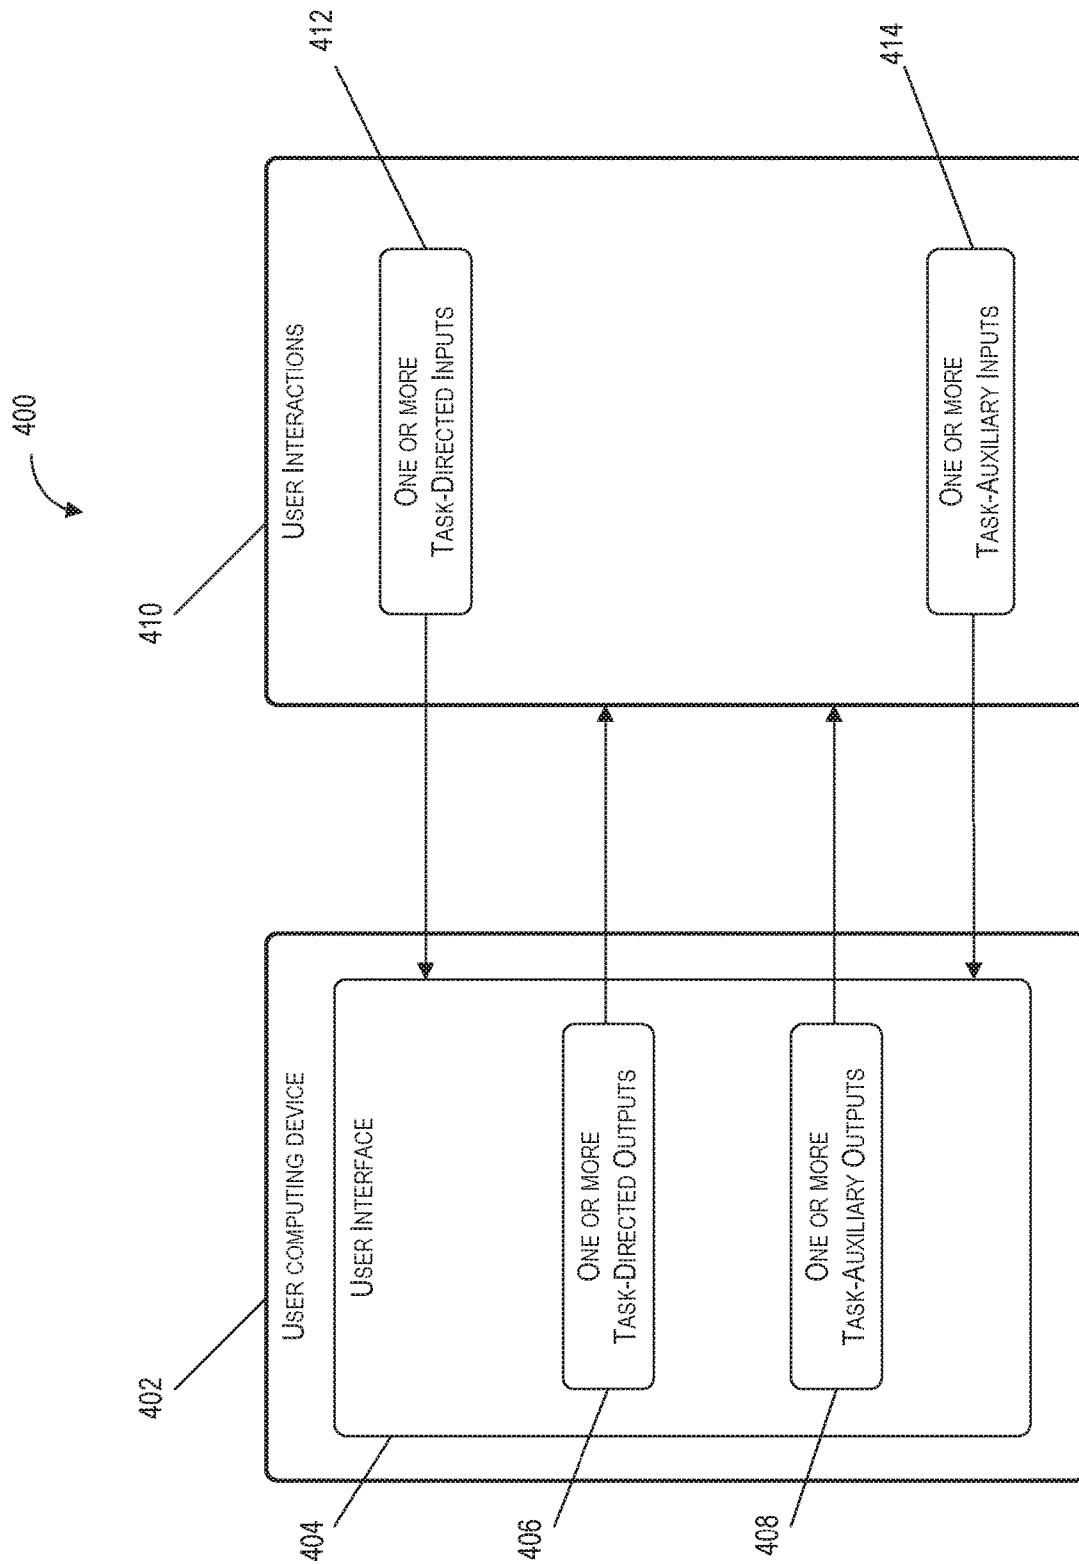 400
402
USER COMPUTING DEVICE
404
USER INTERFACE
406
ONE OR MORE
TASK-DIRECTED OUTPUTS
408
ONE OR MORE
TASK-AUXILIARY OUTPUTS
410
USER INTERACTIONS
412
ONE OR MORE
TASK-DIRECTED INPUTS
414
ONE OR MORE
TASK-AUXILIARY INPUTS